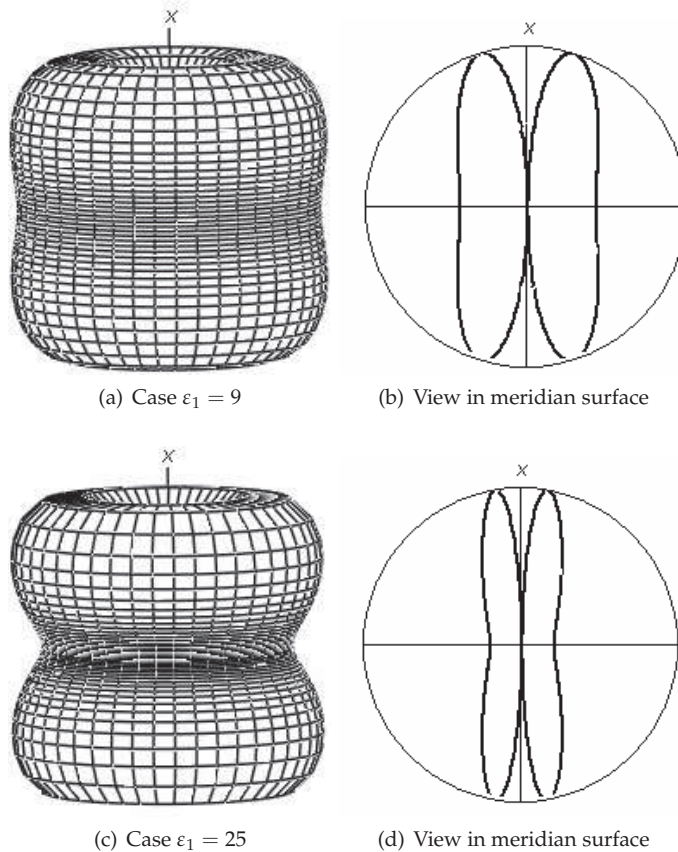 x
x
(a) Case ε₁ = 9
(b) View in meridian surface
x
x
(c) Case ε₁ = 25
(d) View in meridian surface